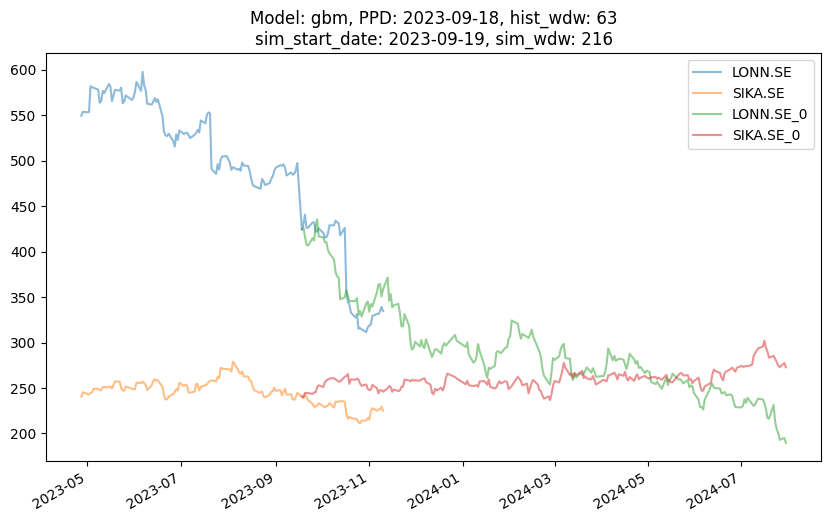 Model: gbm, PPD: 2023-09-18, hist_wdw: 63
sim_start_date: 2023-09-19, sim_wdw: 216
LONN.SE
SIKA.SE
LONN.SE_0
SIKA.SE_0
600
550
500
450
400
350
300
250
200
2023-05
2023-07
2023-09
2023-11
2024-01
2024-03
2024-05
2024-07